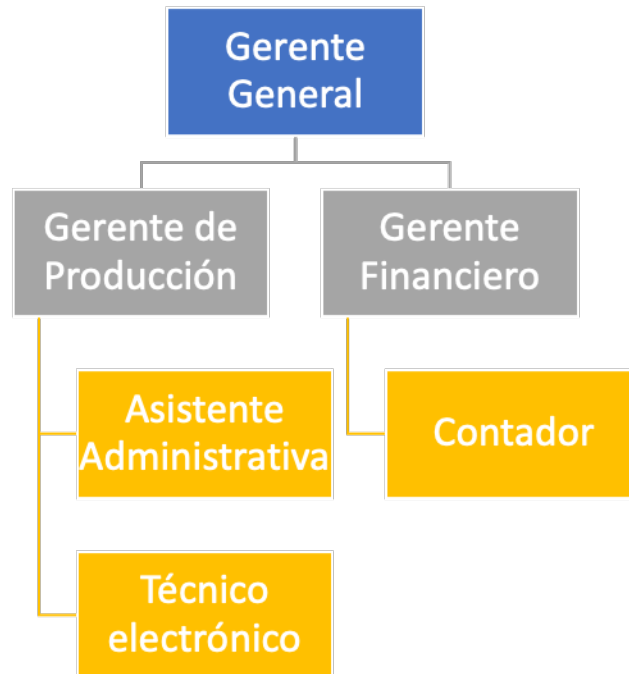 Gerente
General
Gerente de
Producción
Gerente
Financiero
Asistente
Administrativa
Contador
Técnico
electrónico